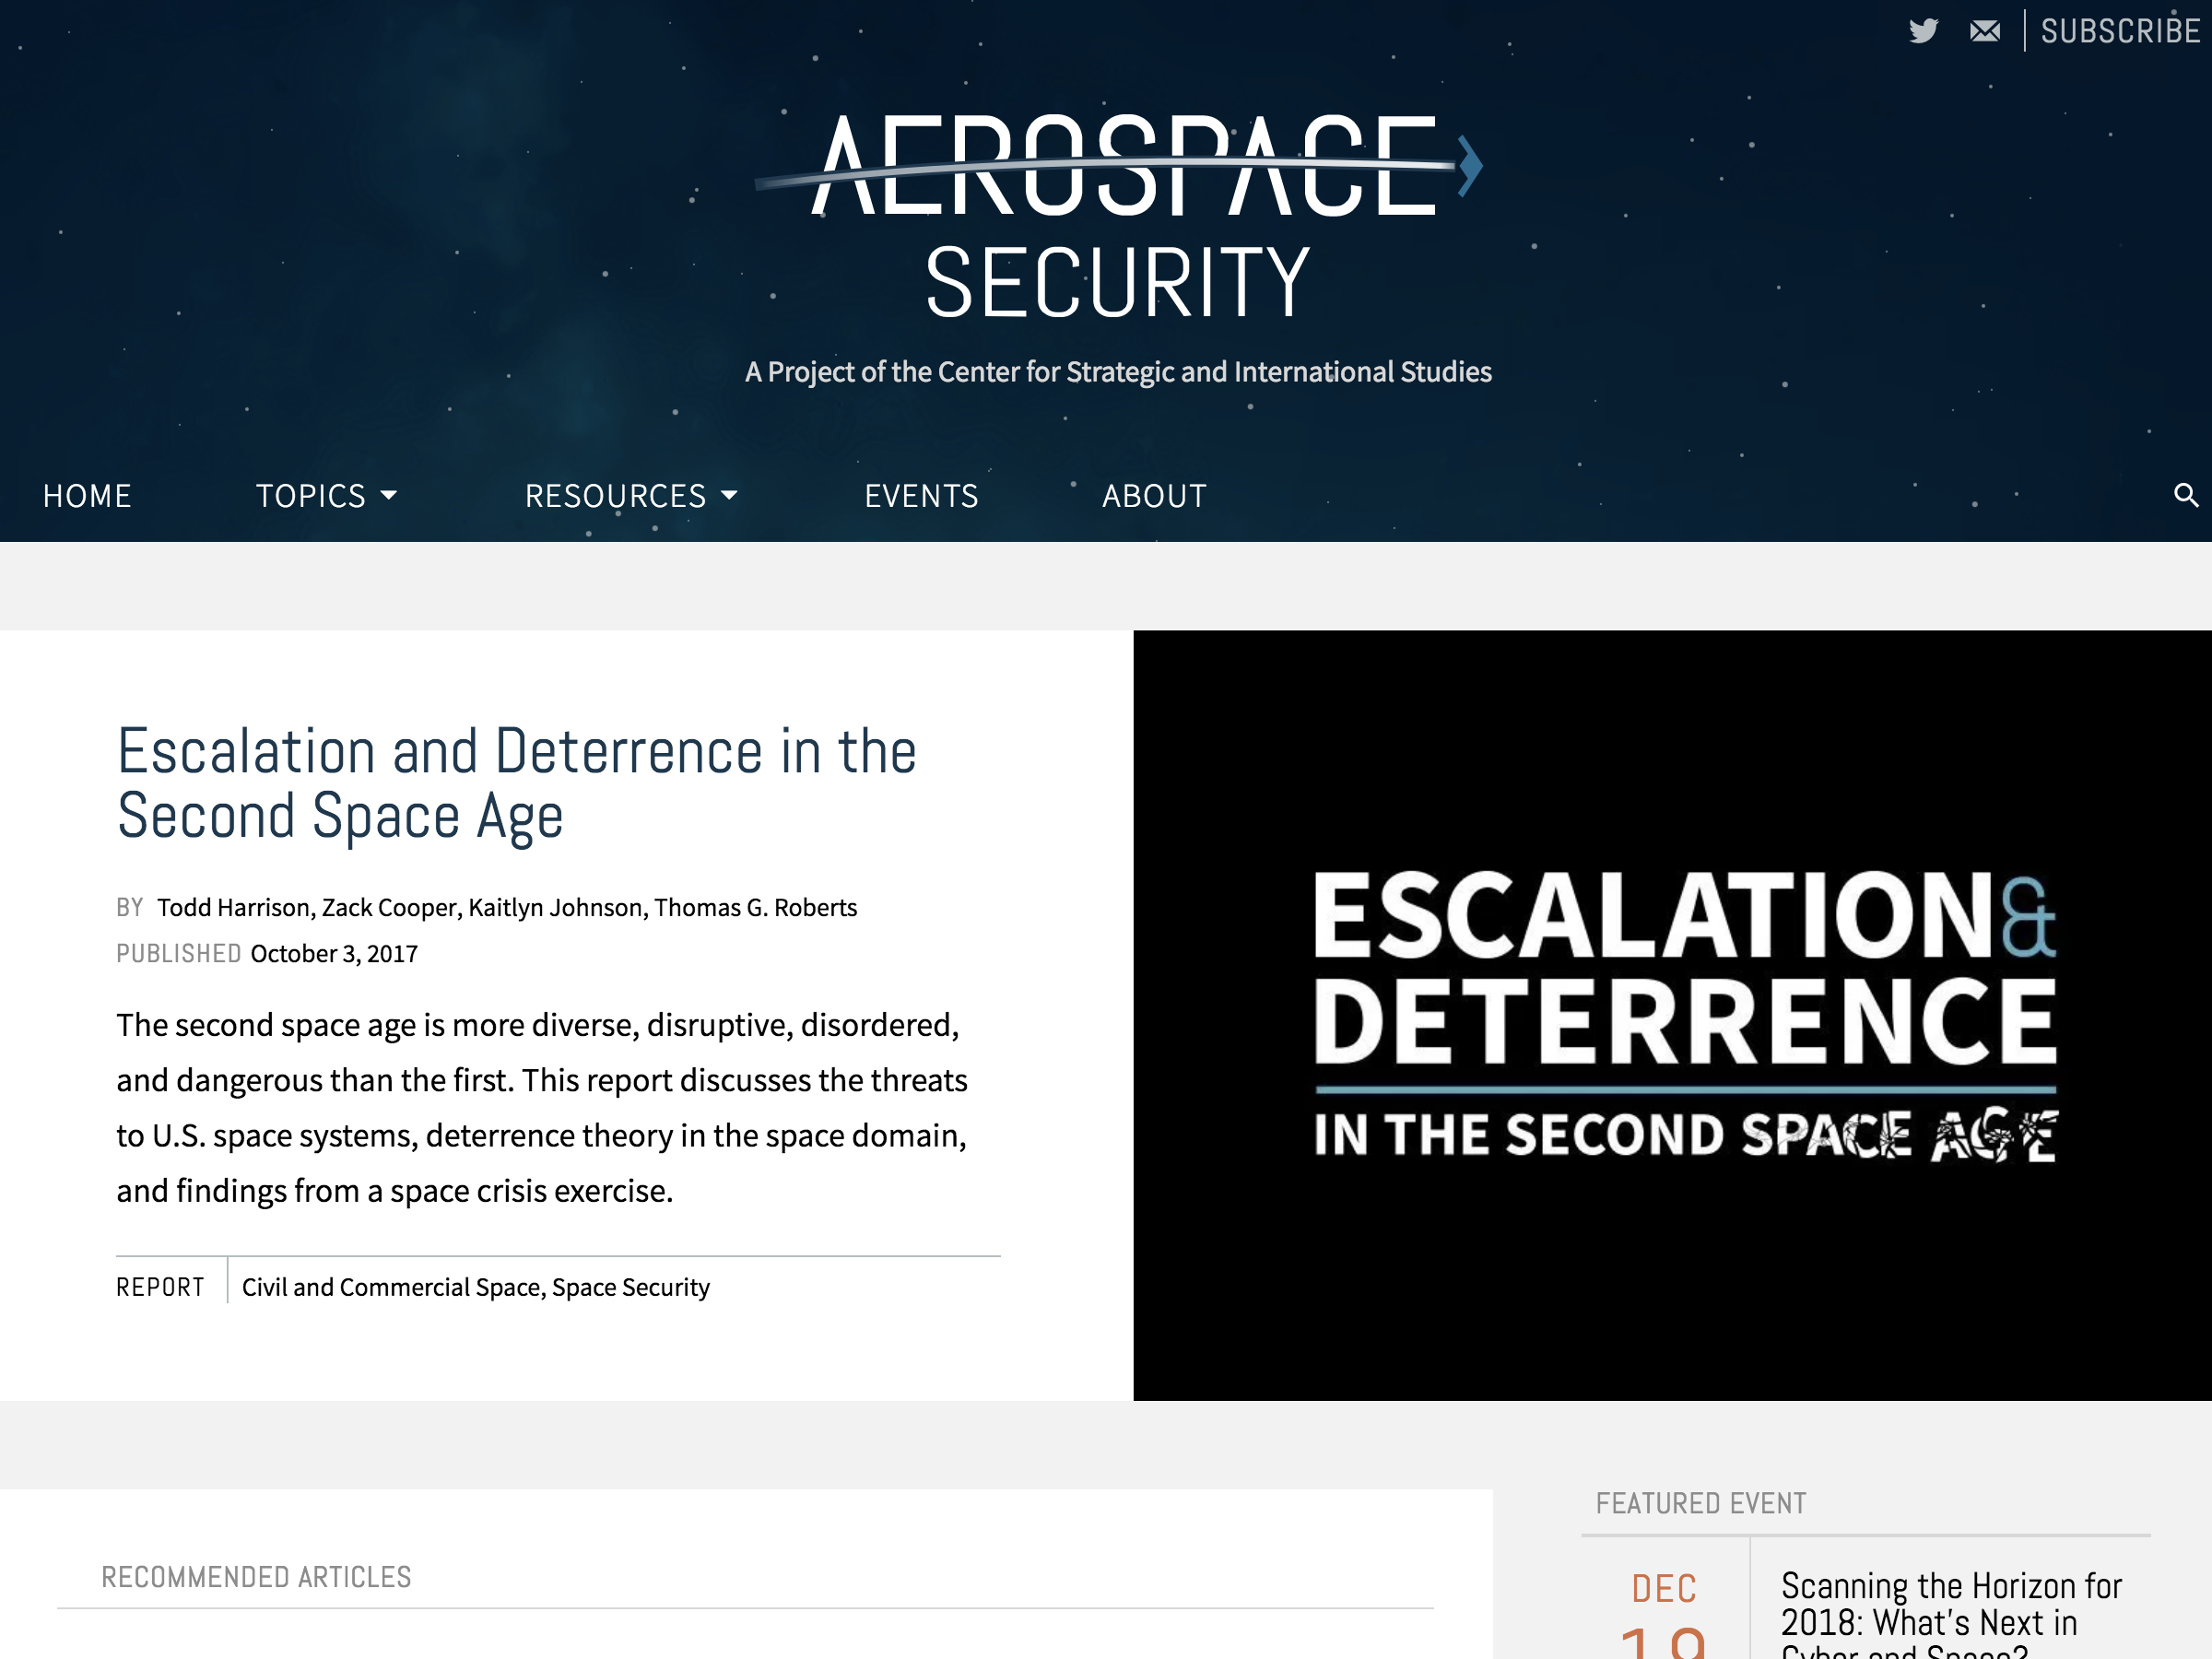 SUBSCRIBE
AEROSPACE
SECURITY
A Project of the Center for Strategic and International Studies
HOME TOPICS RESOURCES EVENTS ABOUT
Escalation and Deterrence in the
Second Space Age
BY Todd Harrison, Zack Cooper, Kaitlyn Johnson, Thomas G. Roberts
PUBLISHED October 3, 2017
The second space age is more diverse, disruptive, disordered,
and dangerous than the first. This report discusses the threats
to U.S. space systems, deterrence theory in the space domain,
and findings from a space crisis exercise.
REPORT Civil and Commercial Space, Space Security
ESCALATION&
DETERRENCE
IN THE SECOND SPACE AGE
RECOMMENDED ARTICLES
FEATURED EVENT
DEC
19
Scanning the Horizon for
2018: What's Next in
Cyber and Space?